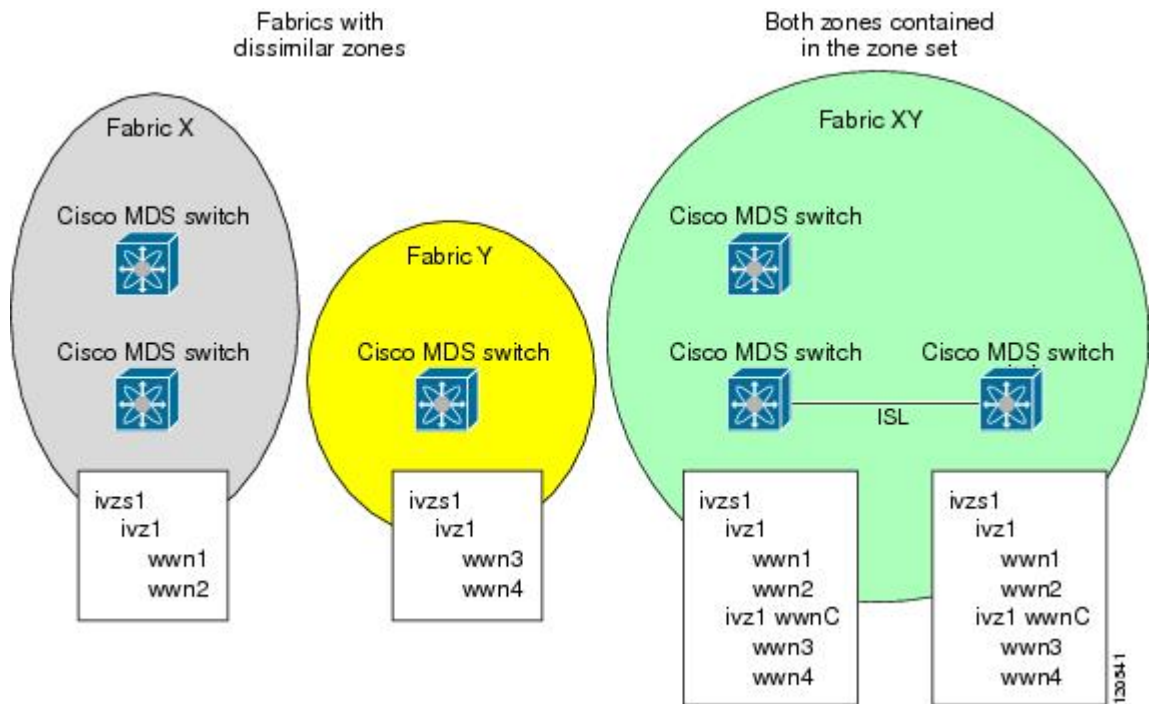 Fabrics with
dissimilar zones
Both zones contained
in the zone set
Fabric X
Cisco MDS switch
Cisco MDS switch
ivzs1
ivz1
wwn1
wwn2
Fabric Y
Cisco MDS switch
ivzs1
ivz1
wwn3
wwn4
Fabric XY
Cisco MDS switch
Cisco MDS switch
Cisco MDS switch
ISL
ivzs1
ivz1
wwn1
wwn2
ivz1 wwnC
wwn3
wwn4
ivzs1
ivz1
wwn1
wwn2
ivz1 wwnC
wwn3
wwn4
120541